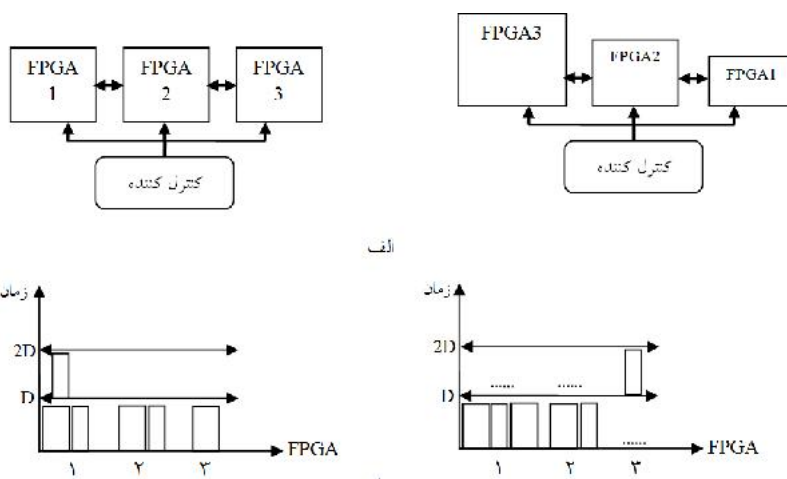 FPGA
1
FPGA
2
FPGA
3
کنترل کننده
FPGA3
FPGA2
FPGA1
کنترل کننده
الف
زمان
2D
D
FPGA
۱
۲
۳
زمان
2D
......
......
D
......
FPGA
۱
۲
۳